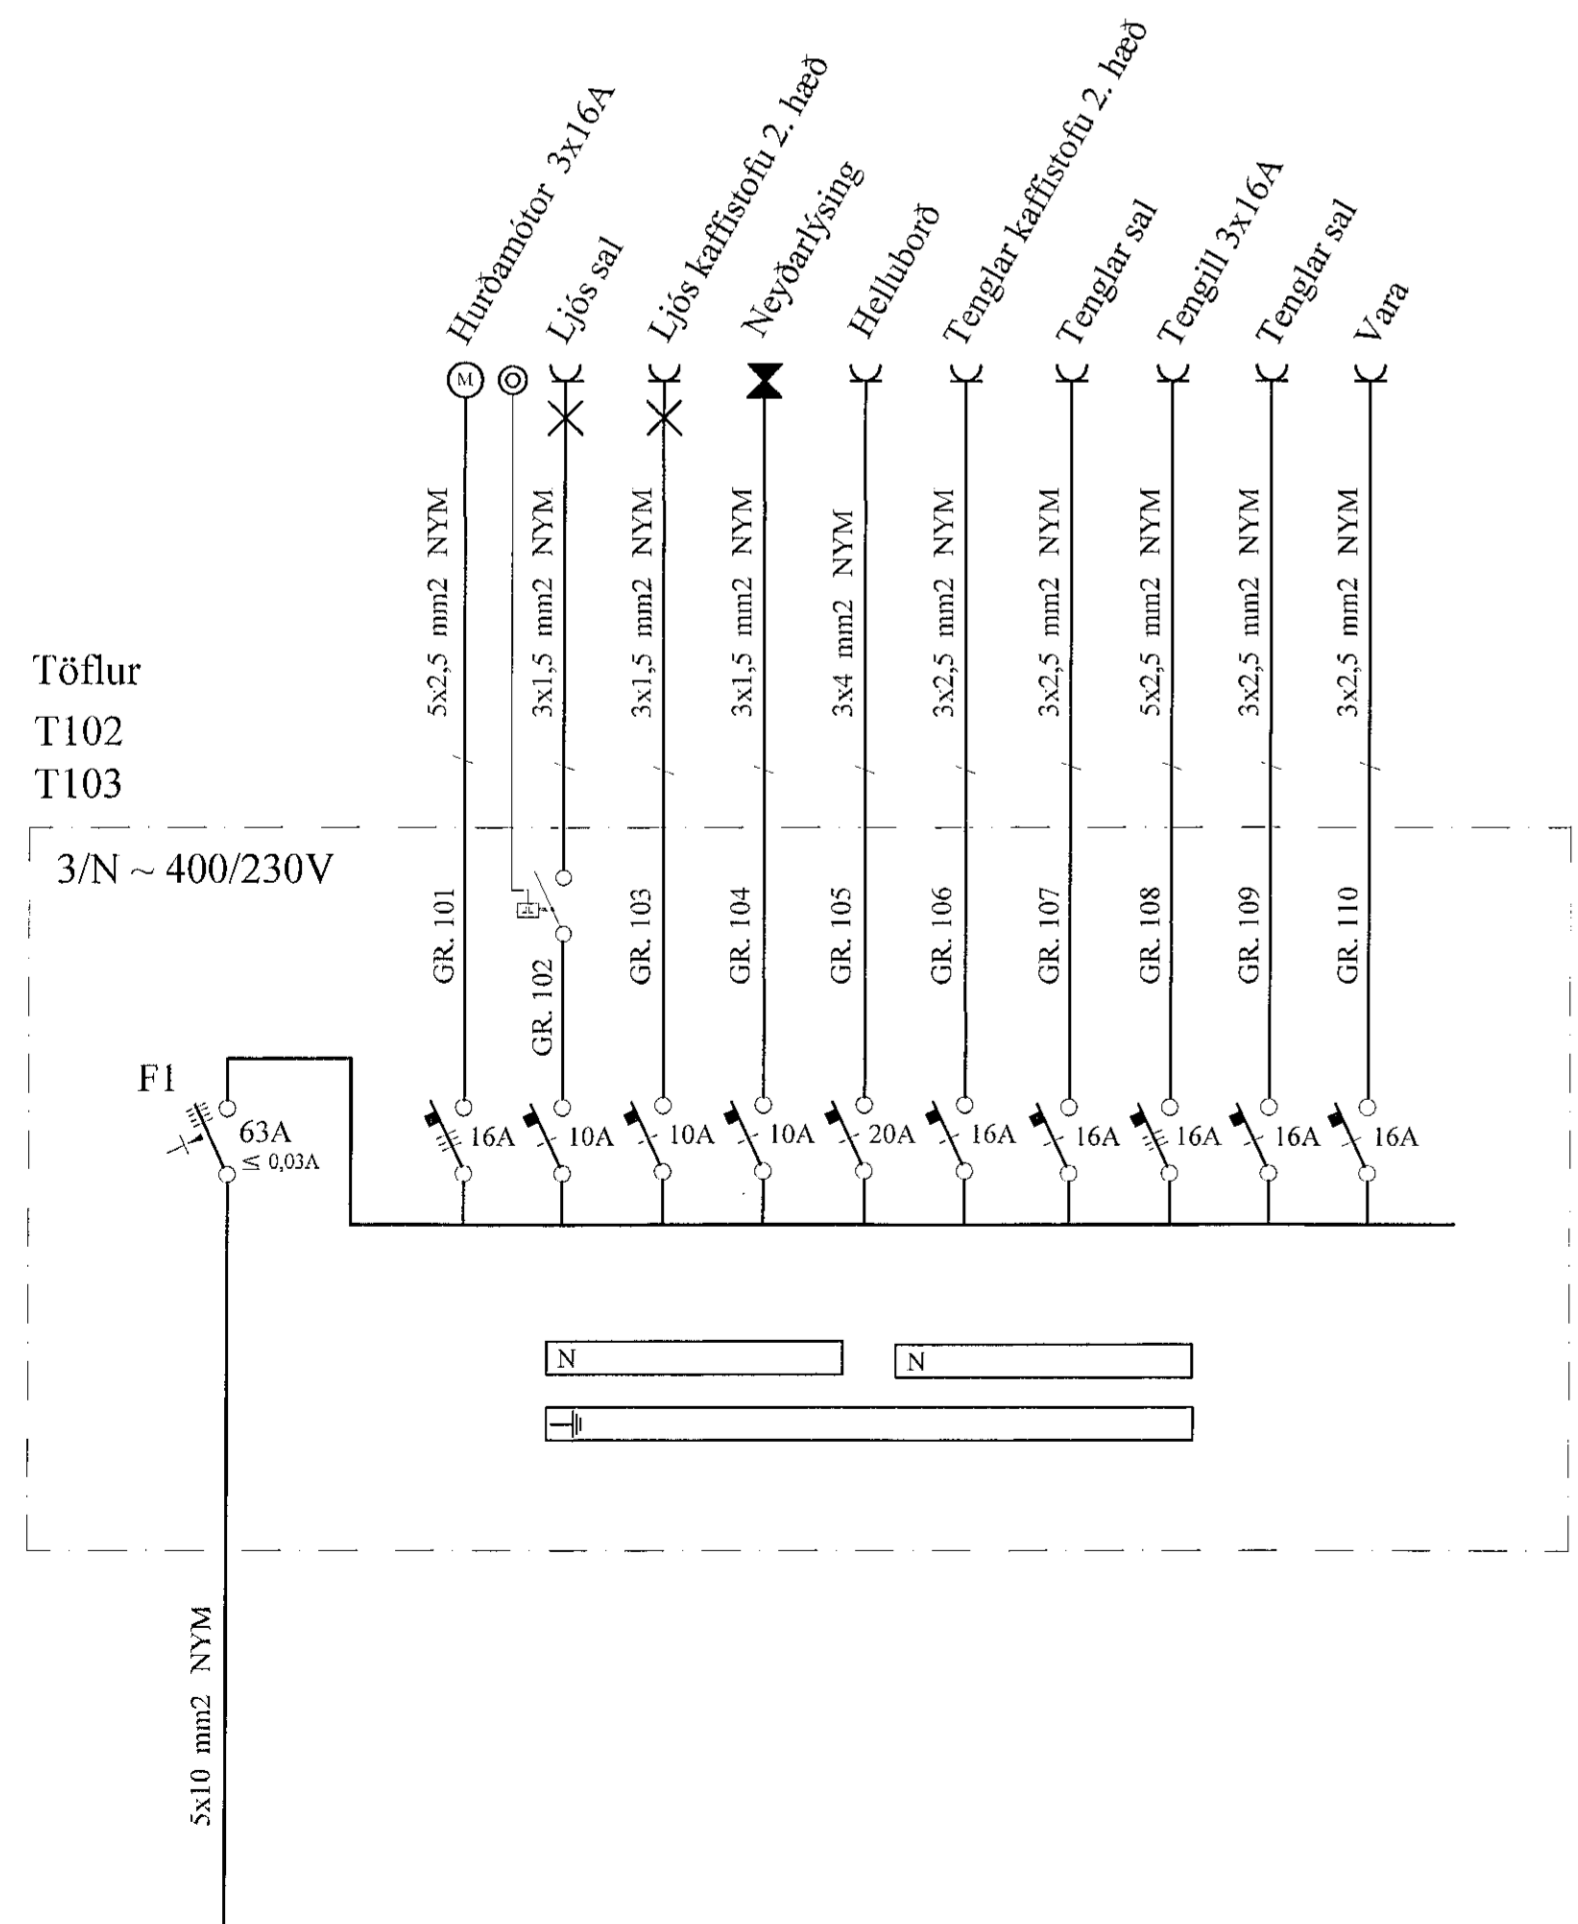 Hurðamótor 3x16A
Ljós sal
Ljós kaffistofu 2. hæð
Neyðarlýsing
Helluborð
Tenglar kaffistofu 2. hæð
Tenglar sal
Tengill 3x16A
Tenglar sal
Vara
M
5x2,5 mm2 NYM
3x1,5 mm2 NYM
3x1,5 mm2 NYM
3x1,5 mm2 NYM
3x4 mm2 NYM
3x2,5 mm2 NYM
3x2,5 mm2 NYM
5x2,5 mm2 NYM
3x2,5 mm2 NYM
3x2,5 mm2 NYM
Töflur
T102
T103
3/N ~ 400/230V
GR. 101
GR. 102
GR. 103
GR. 104
GR. 105
GR. 106
GR. 107
GR. 108
GR. 109
GR. 110
F1
63A
≤ 0,03A
16A
10A
10A
10A
20A
16A
16A
16A
16A
16A
N
N
5x10 mm2 NYM